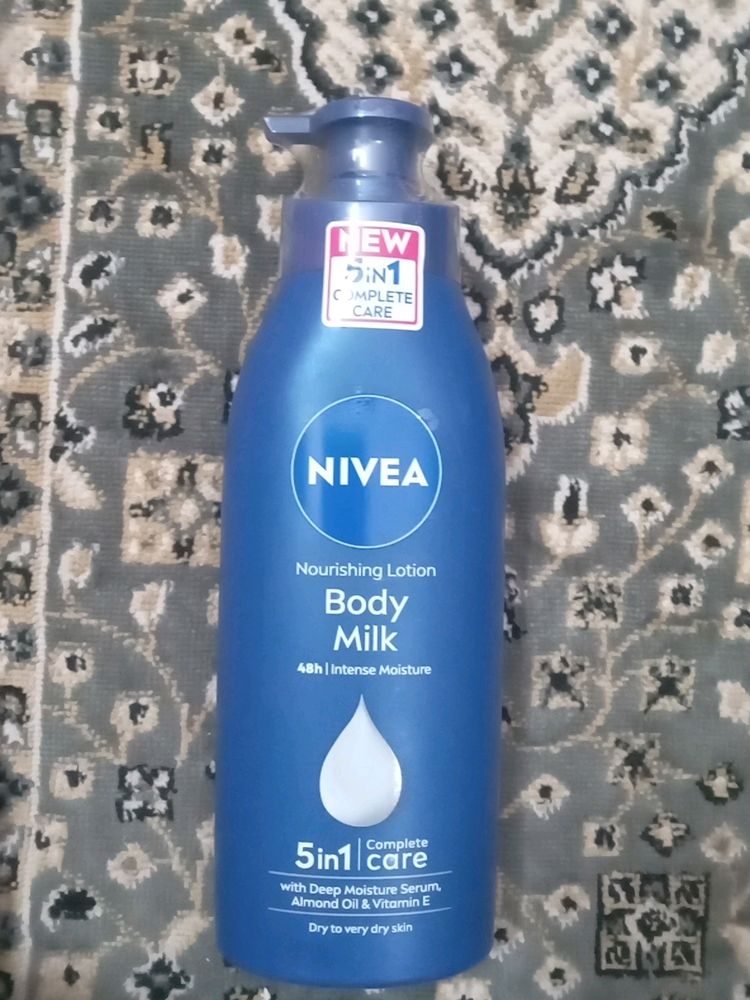 NEW
5iN1
COMPLETE
CARE
NIVEA
Nourishing Lotion
Body
Milk
48h | Intense Moisture
5in1 | Complete
care
with Deep Moisture Serum,
Almond Oil & Vitamin E
Dry to very dry skin